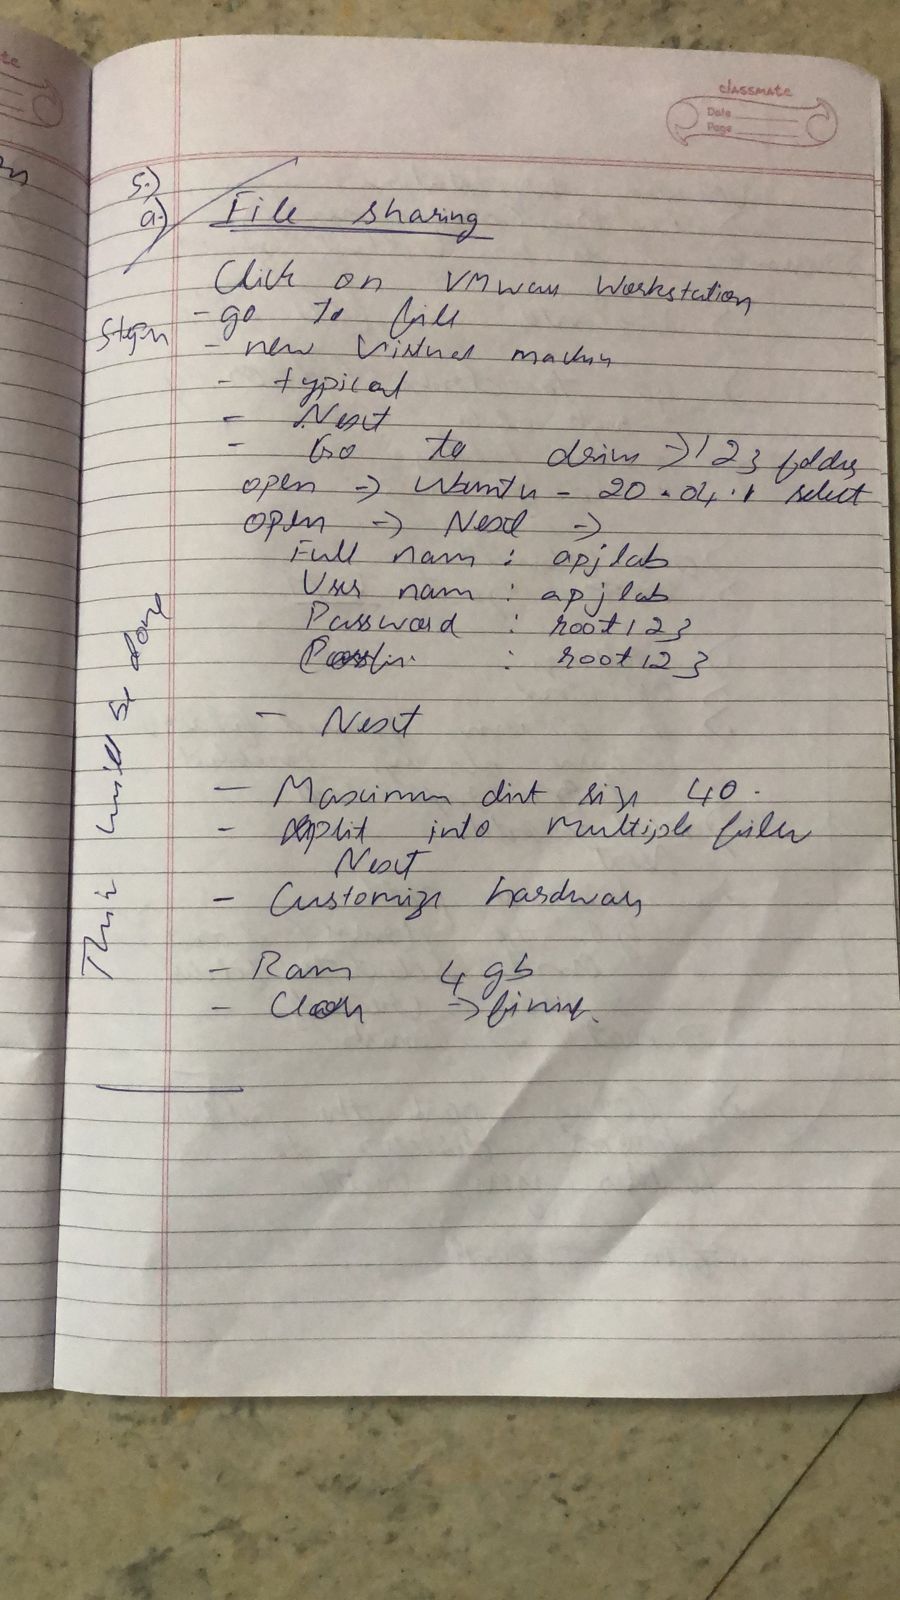 classmate
Date
Page
5.)
a.) File sharing
Click on VMware Workstation
Steps - go to file
- new virtual machine
- typical
- Next
- Go to drive → 123 folder
open → Ubuntu - 20.04.1 select
open → Next →
Full name : apjlab
User name : apjlab
Password : root123
: root123
- Next
- Maximum disk size 40.
- split into multiple files
Next
- Customize hardware
- Ram 4 gb
- Close → finish.
This will be done